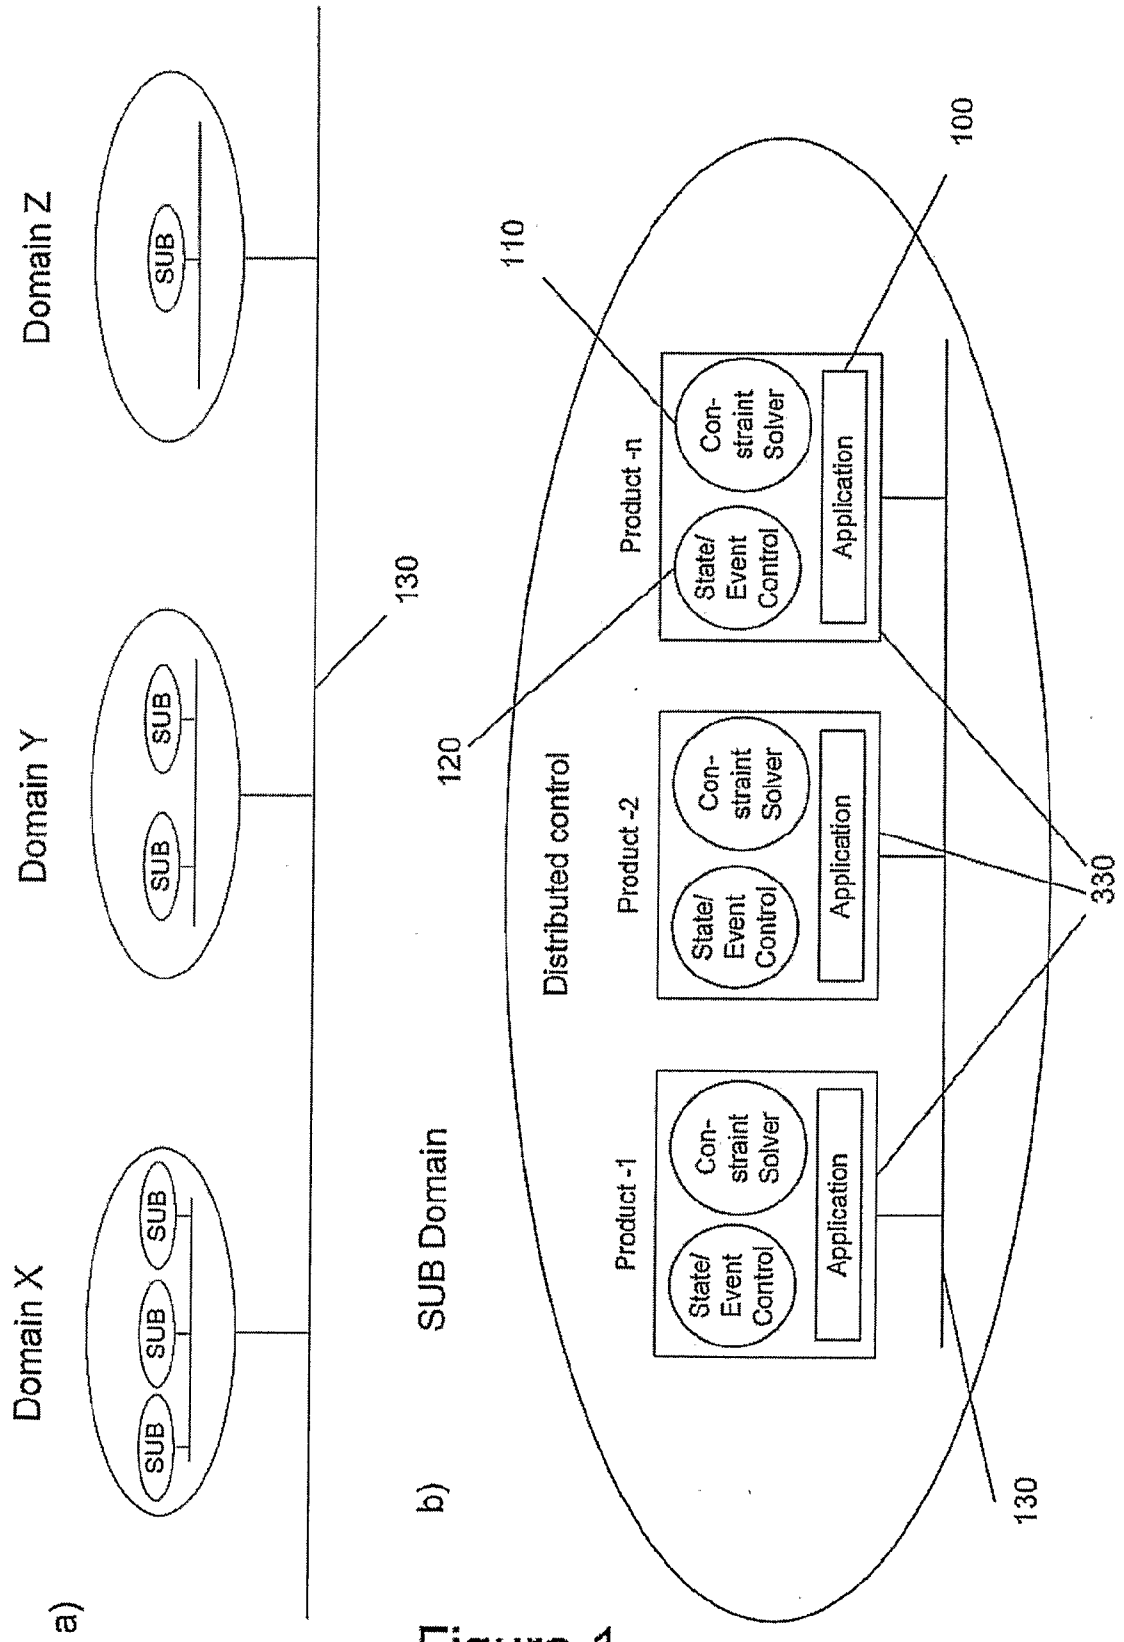 a)
Domain X
Domain Y
Domain Z
SUB
SUB
SUB
SUB
SUB
SUB
130
b)
SUB Domain
120
110
Distributed control
Product -1
Product -2
Product -n
State/
Event
Control
Con-
straint
Solver
Application
State/
Event
Control
Con-
straint
Solver
Application
State/
Event
Control
Con-
straint
Solver
Application
100
130
330
Figure 1